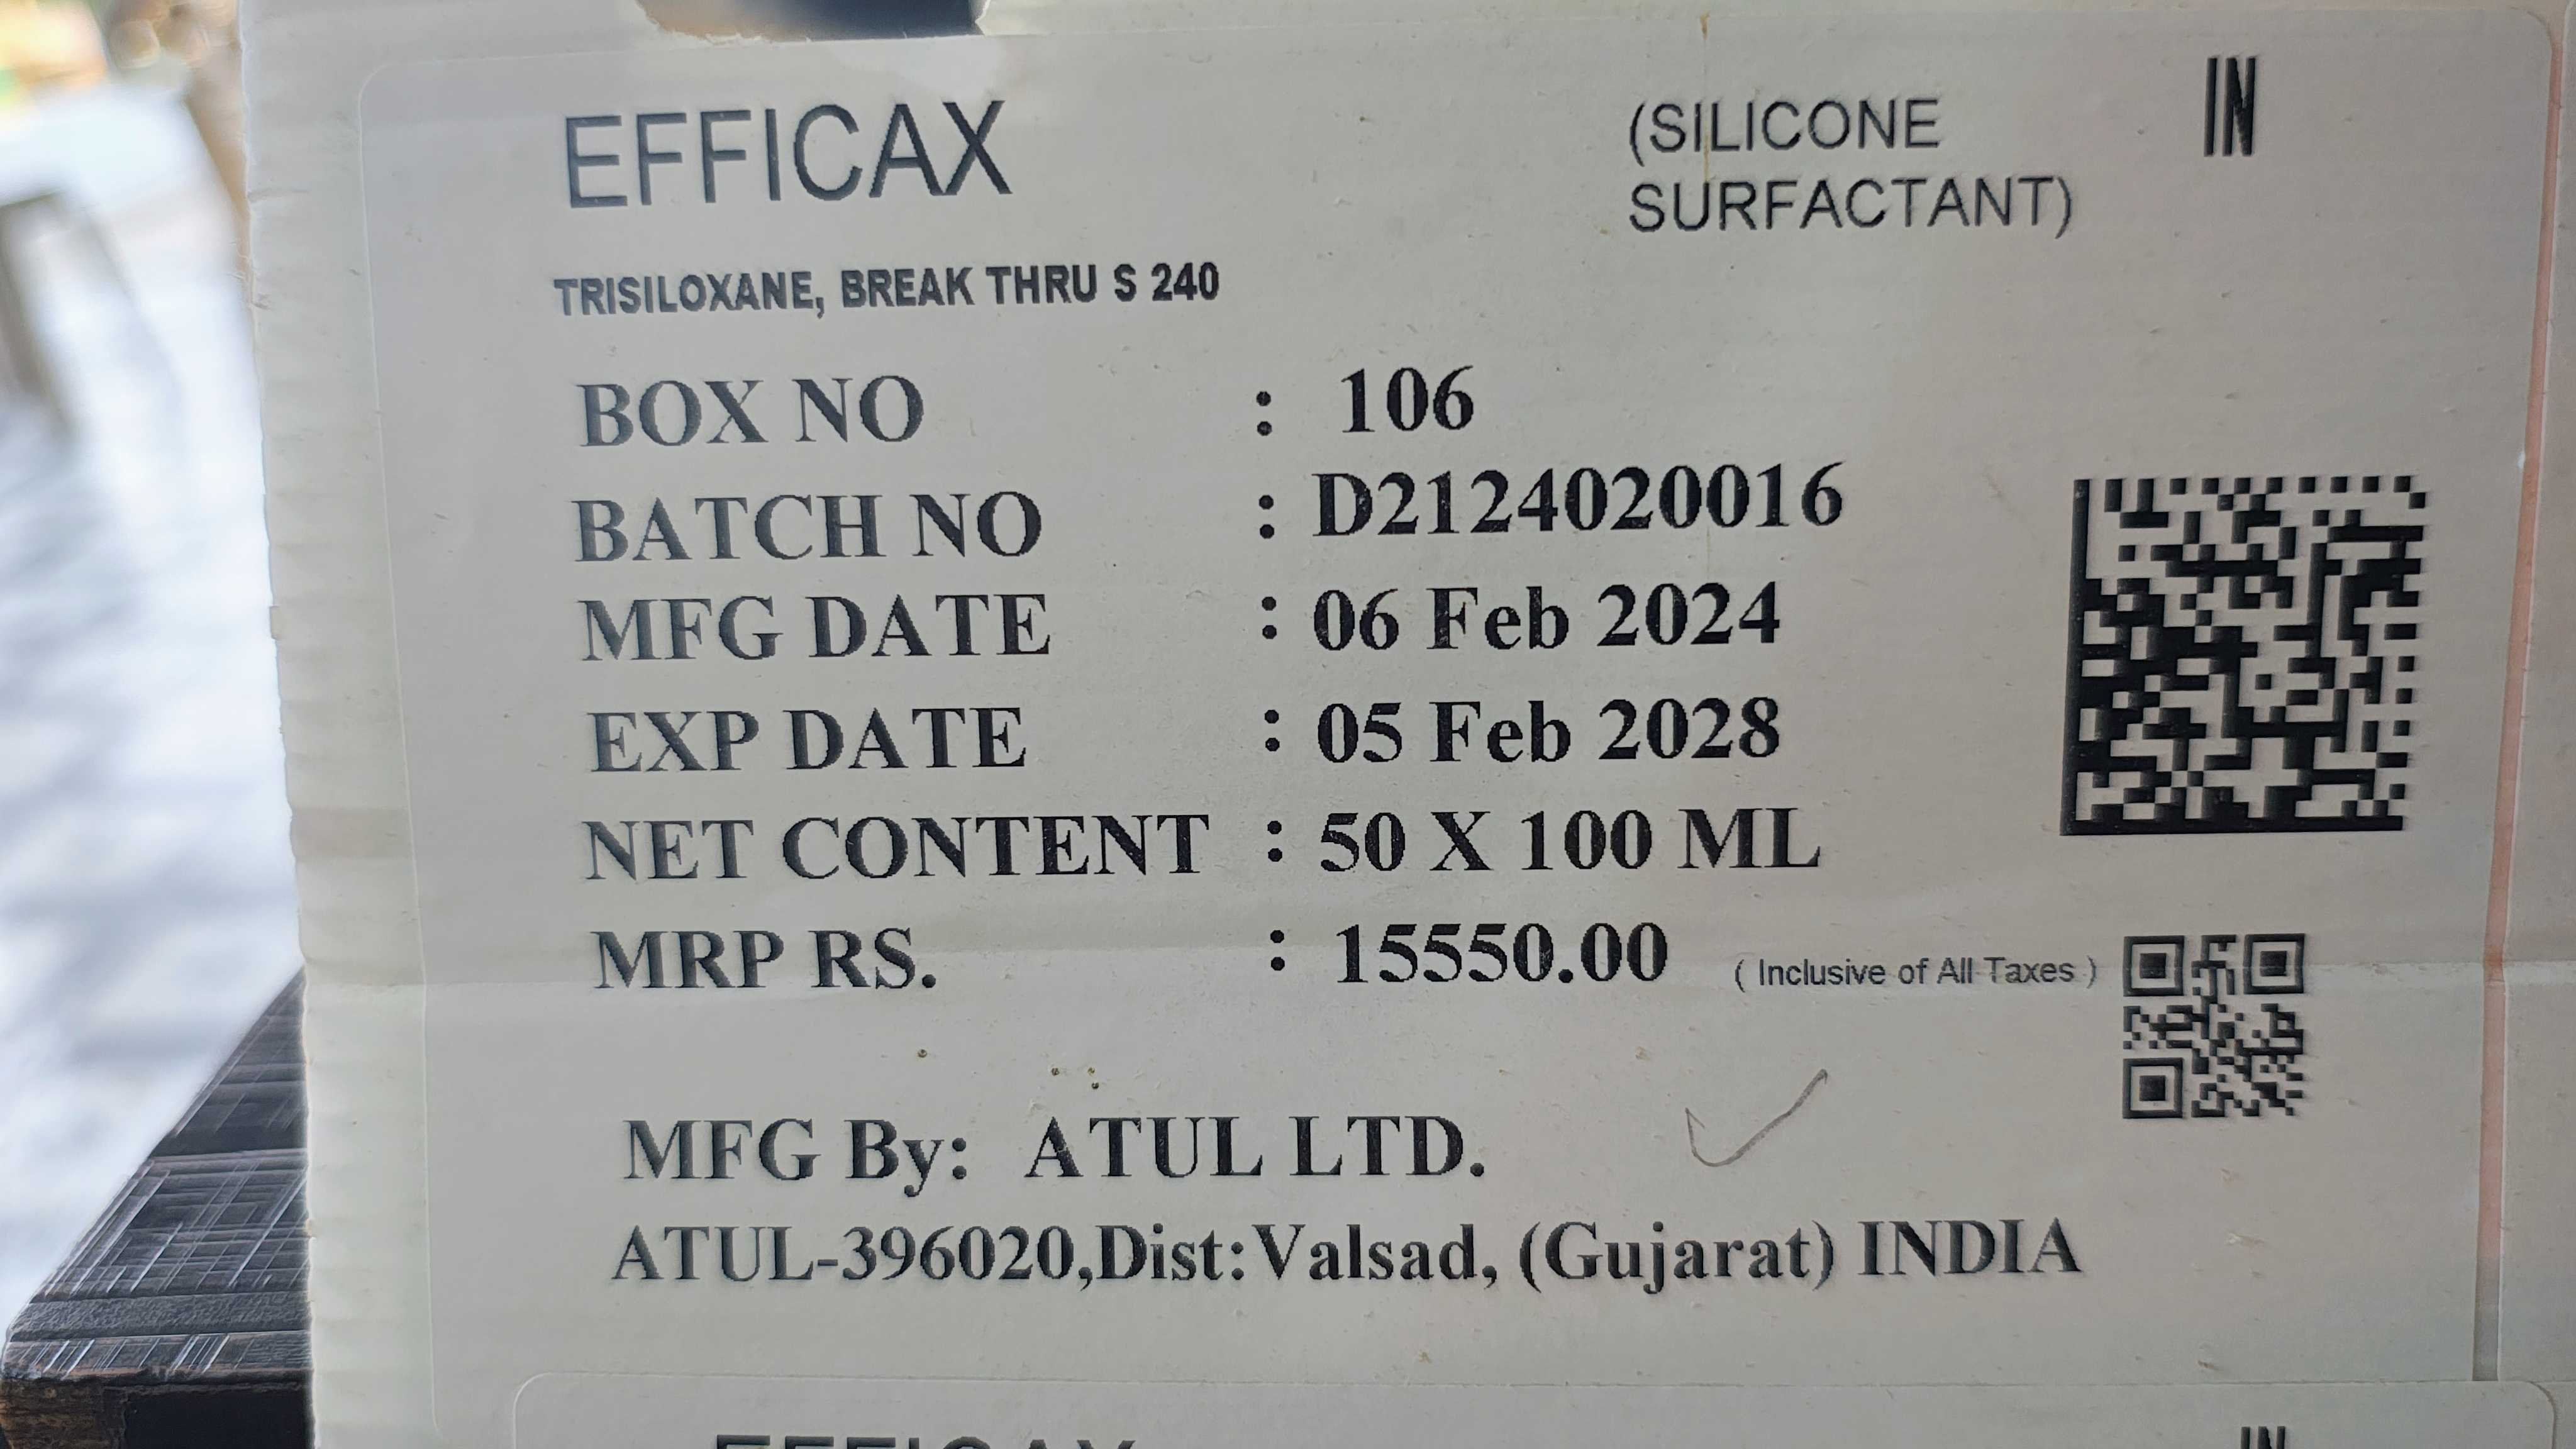 EFFICAX
(SILICONE
SURFACTANT)
IN
TRISILOXANE, BREAK THRU S 240
BOX NO : 106
BATCH NO : D2124020016
MFG DATE : 06 Feb 2024
EXP DATE : 05 Feb 2028
NET CONTENT : 50 X 100 ML
MRP RS. : 15550.00 ( Inclusive of All Taxes )
MFG By: ATUL LTD.
ATUL-396020,Dist:Valsad, (Gujarat) INDIA
EFFICAX
IN